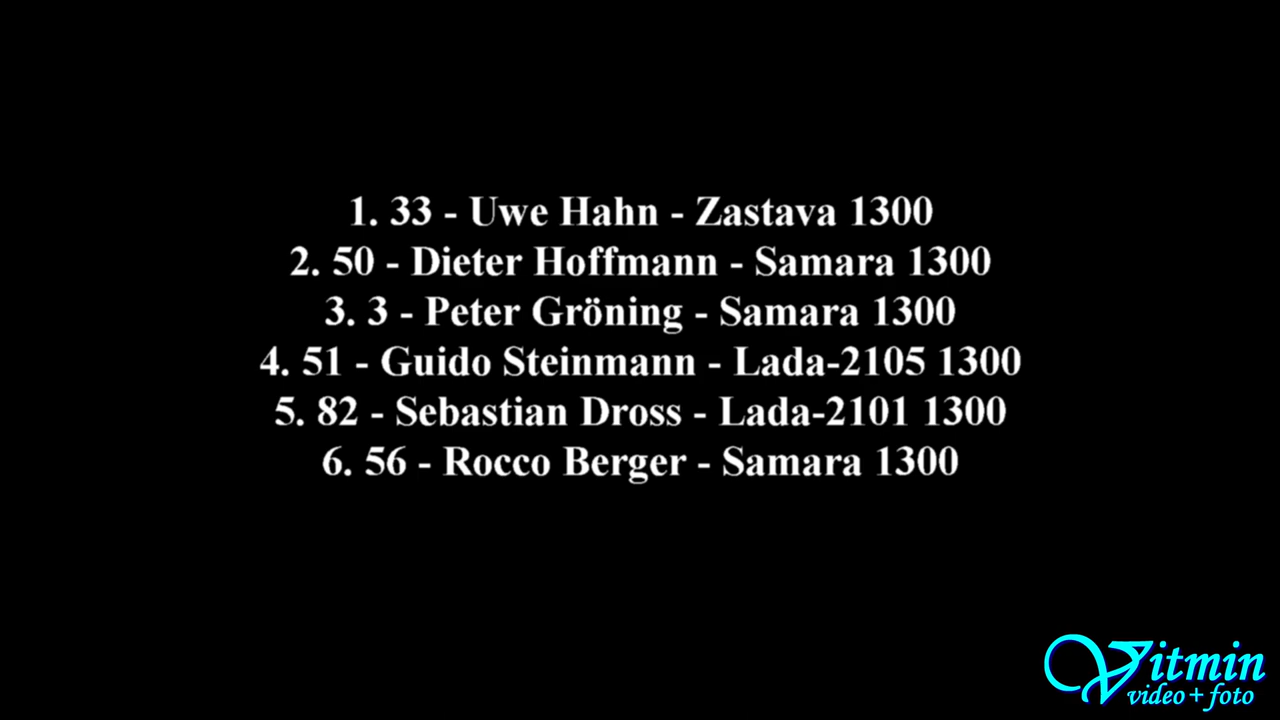 1. 33 - Uwe Hahn - Zastava 1300
2. 50 - Dieter Hoffmann - Samara 1300
3. 3 - Peter Gröning - Samara 1300
4. 51 - Guido Steinmann - Lada-2105 1300
5. 82 - Sebastian Dross - Lada-2101 1300
6. 56 - Rocco Berger - Samara 1300
Vitmin
video+foto